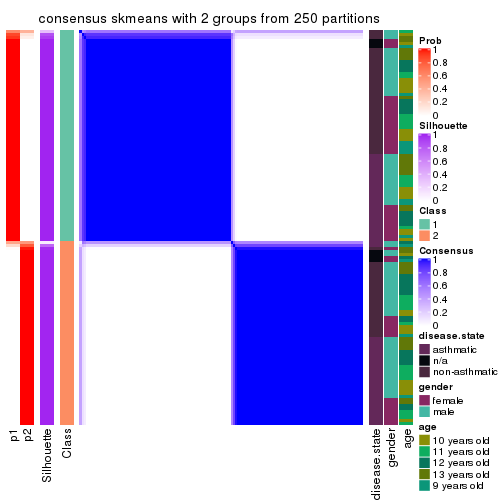 consensus skmeans with 2 groups from 250 partitions
Prob
1
0.8
0.6
0.4
0.2
0
Silhouette
1
0.8
0.6
0.4
0.2
0
Class
1
2
Consensus
1
0.8
0.6
0.4
0.2
0
disease.state
asthmatic
n/a
non-asthmatic
gender
female
male
age
10 years old
11 years old
12 years old
13 years old
9 years old
p1
p2
Silhouette
Class
disease.state
gender
age